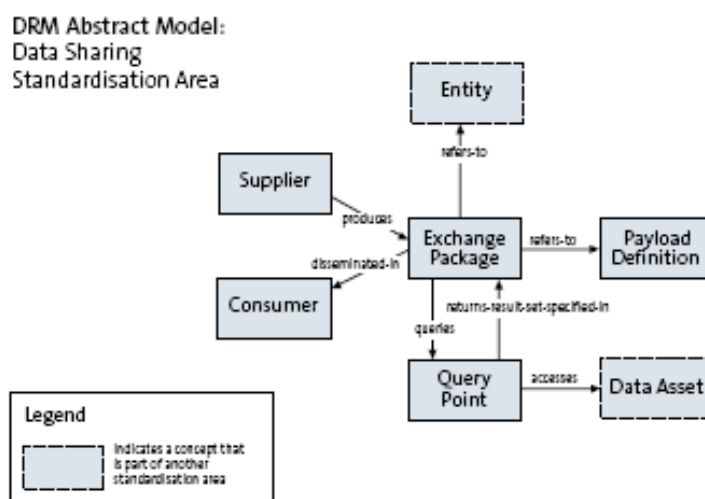 DRM Abstract Model:
Data Sharing
Standardisation Area
Entity
refers-to
Supplier
produces
Exchange
Package
refers-to
Payload
Definition
disseminated-in
Consumer
returns-result-set-specified-in
queries
Query
Point
accesses
Data Asset
Legend
indicates a concept that
is part of another
standardisation area